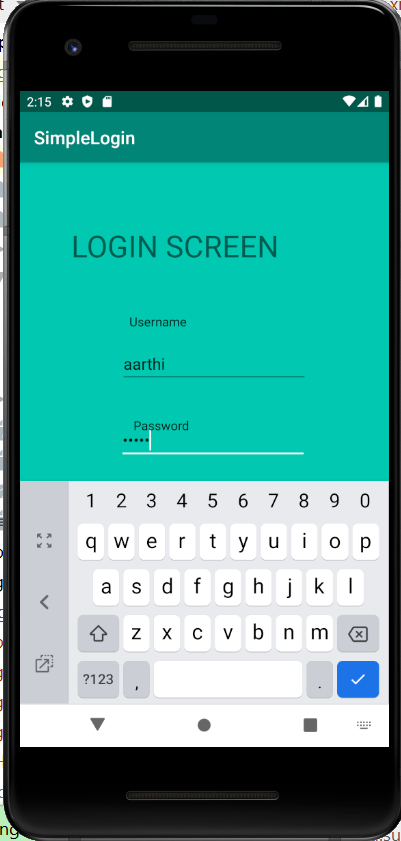 2:15
SimpleLogin
LOGIN SCREEN
Username
aarthi
Password
•••••
1 2 3 4 5 6 7 8 9 0
q w e r t y u i o p
a s d f g h j k l
z x c v b n m
?123 , .